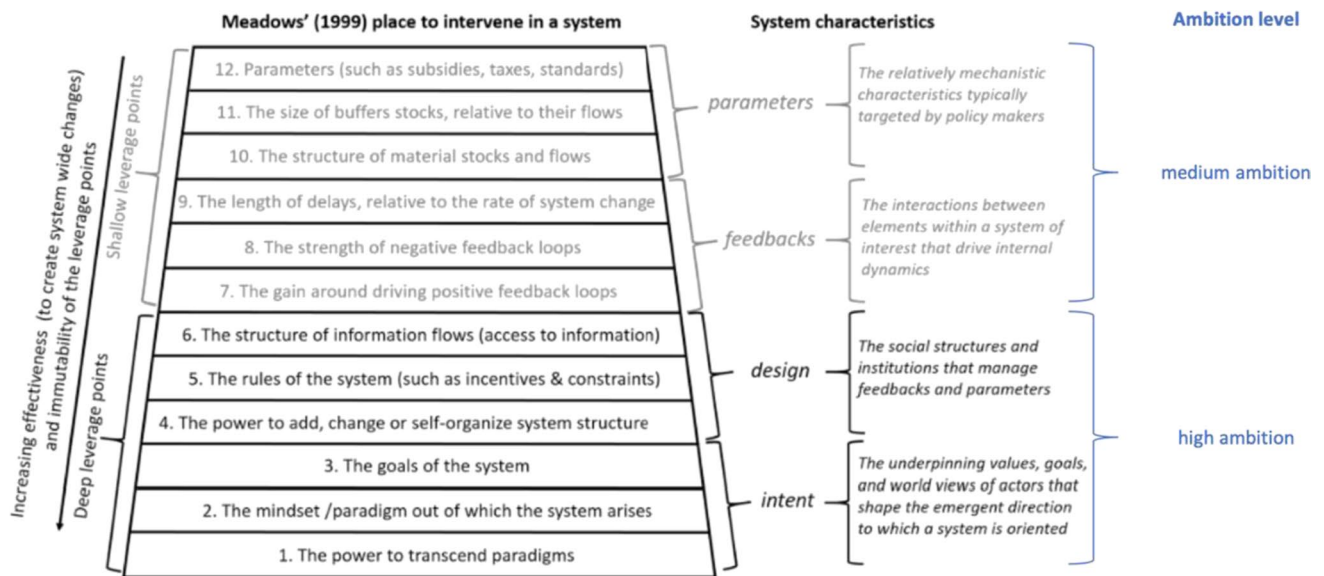 Meadows’ (1999) place to intervene in a system
System characteristics
Ambition level
Increasing effectiveness (to create system wide changes)
and immutability of the leverage points
Shallow leverage points
Deep leverage points
12. Parameters (such as subsidies, taxes, standards)
11. The size of buffers stocks, relative to their flows
10. The structure of material stocks and flows
9. The length of delays, relative to the rate of system change
8. The strength of negative feedback loops
7. The gain around driving positive feedback loops
6. The structure of information flows (access to information)
5. The rules of the system (such as incentives & constraints)
4. The power to add, change or self-organize system structure
3. The goals of the system
2. The mindset /paradigm out of which the system arises
1. The power to transcend paradigms
parameters
The relatively mechanistic
characteristics typically
targeted by policy makers
feedbacks
The interactions between
elements within a system of
interest that drive internal
dynamics
design
The social structures and
institutions that manage
feedbacks and parameters
intent
The underpinning values, goals,
and world views of actors that
shape the emergent direction
to which a system is oriented
medium ambition
high ambition